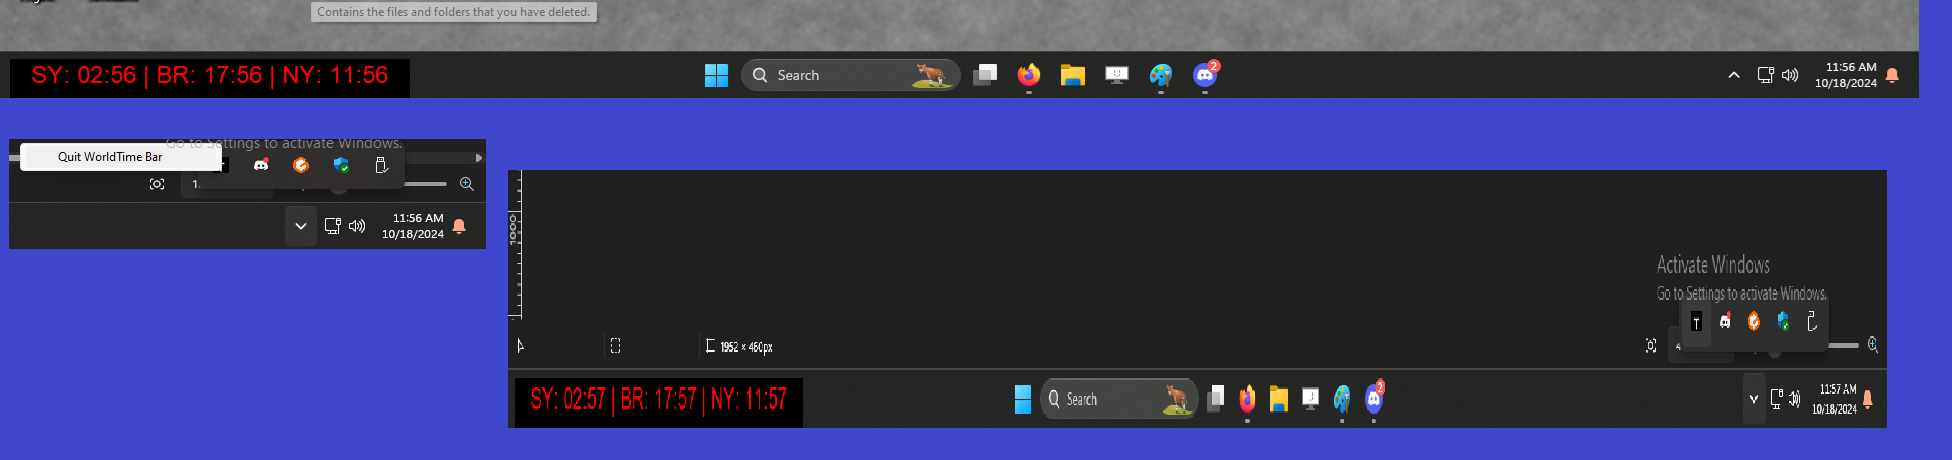 Contains the files and folders that you have deleted.
SY: 02:56 | BR: 17:56 | NY: 11:56
Search
2
11:56 AM
10/18/2024
Go to Settings to activate Windows.
Quit WorldTime Bar
11:56 AM
10/18/2024
1000
Activate Windows
Go to Settings to activate Windows.
T
1952 × 460px
4
SY: 02:57 | BR: 17:57 | NY: 11:57
Search
2
11:57 AM
10/18/2024